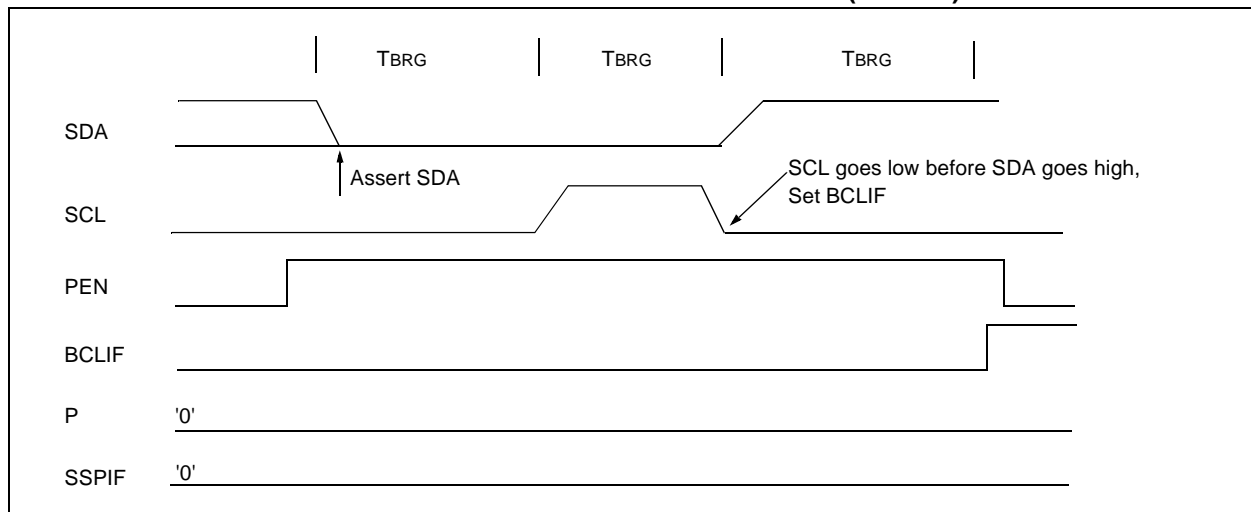 TBRG TBRG TBRG
SDA
Assert SDA
SCL goes low before SDA goes high,
Set BCLIF
SCL
PEN
BCLIF
P '0'
SSPIF '0'